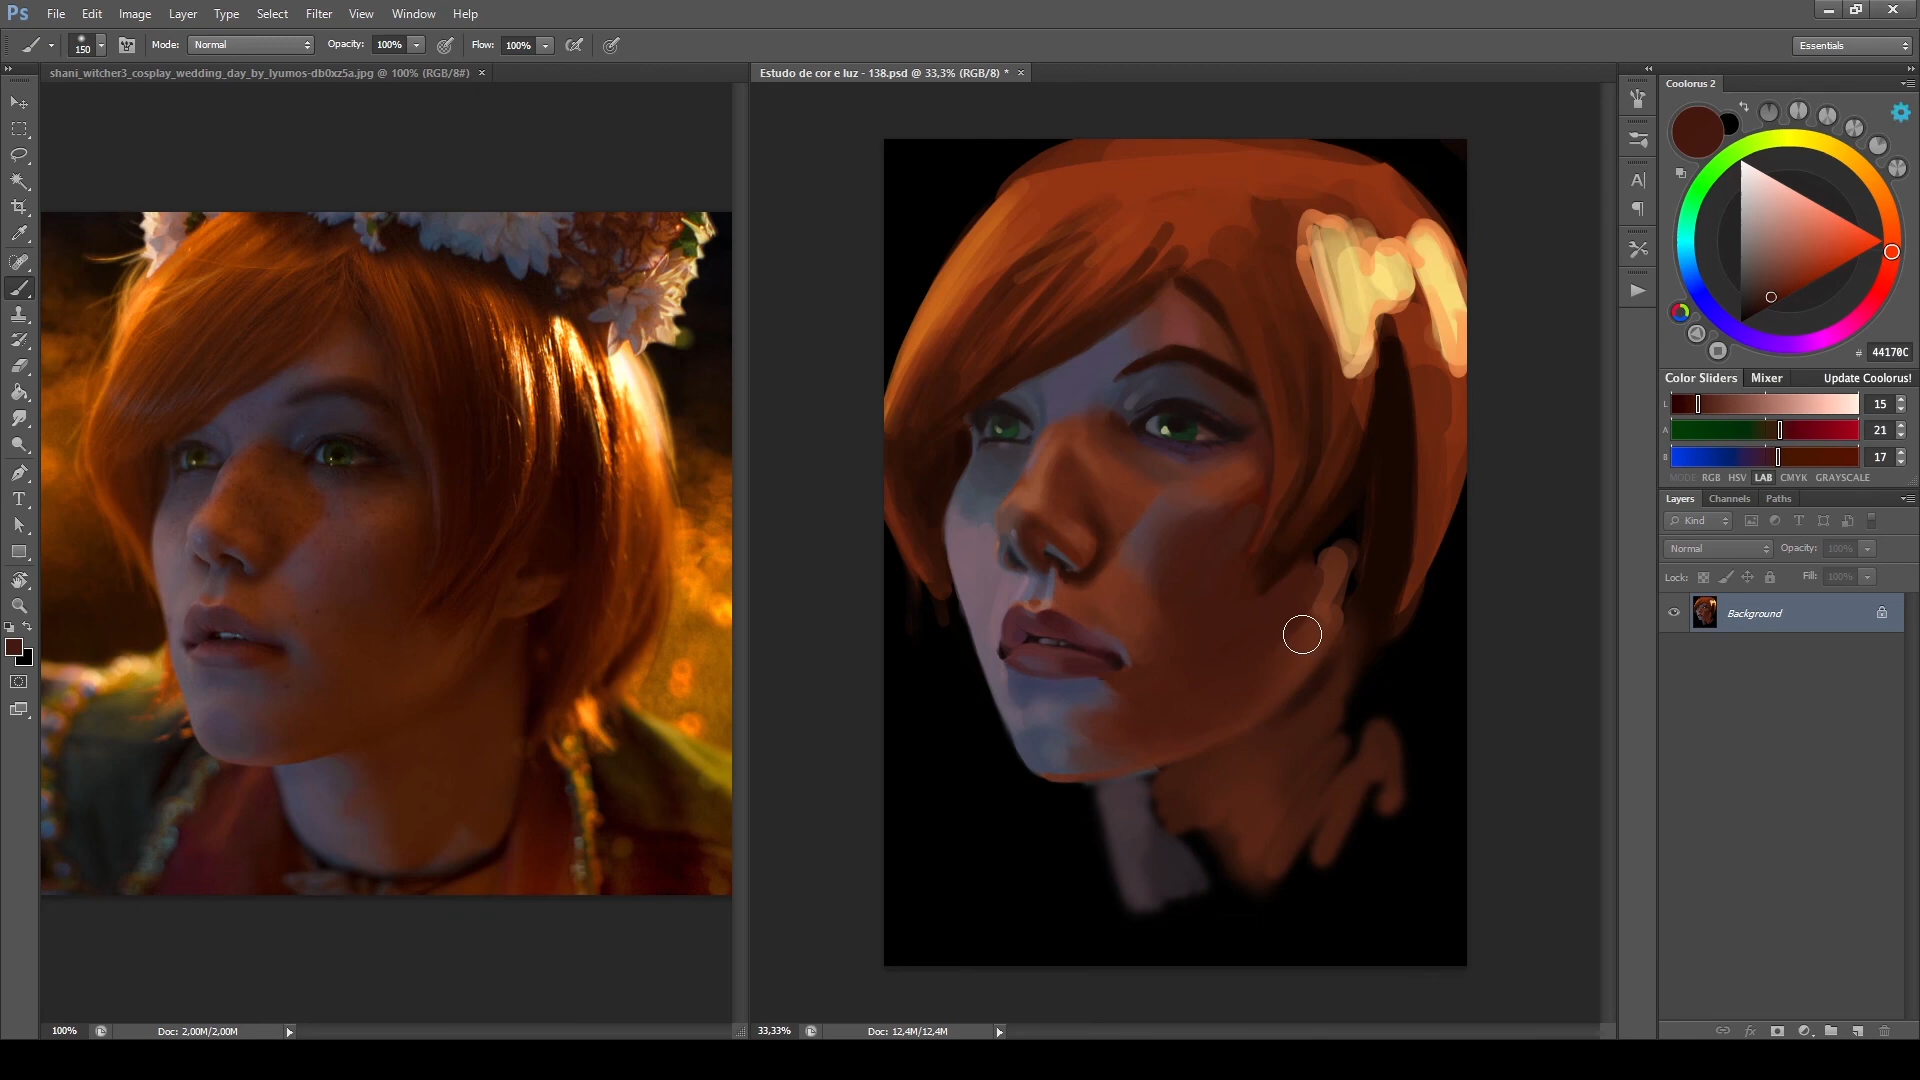 Ps File Edit Image Layer Type Select Filter View Window Help
150 Mode: Normal Opacity: 100% Flow: 100% Essentials
shani_witcher3_cosplay_wedding_day_by_lyumos-db0xz5a.jpg @ 100% (RGB/8#) × Estudo de cor e luz - 138.psd @ 33,3% (RGB/8) * ×
Coolorus 2
# 44170C
Color Sliders Mixer Update Coolorus!
L 15
A 21
B 17
MODE RGB HSV LAB CMYK GRAYSCALE
Layers Channels Paths
Kind
Normal Opacity: 100%
Lock: Fill: 100%
Background
100% Doc: 2,00M/2,00M 33,33% Doc: 12,4M/12,4M